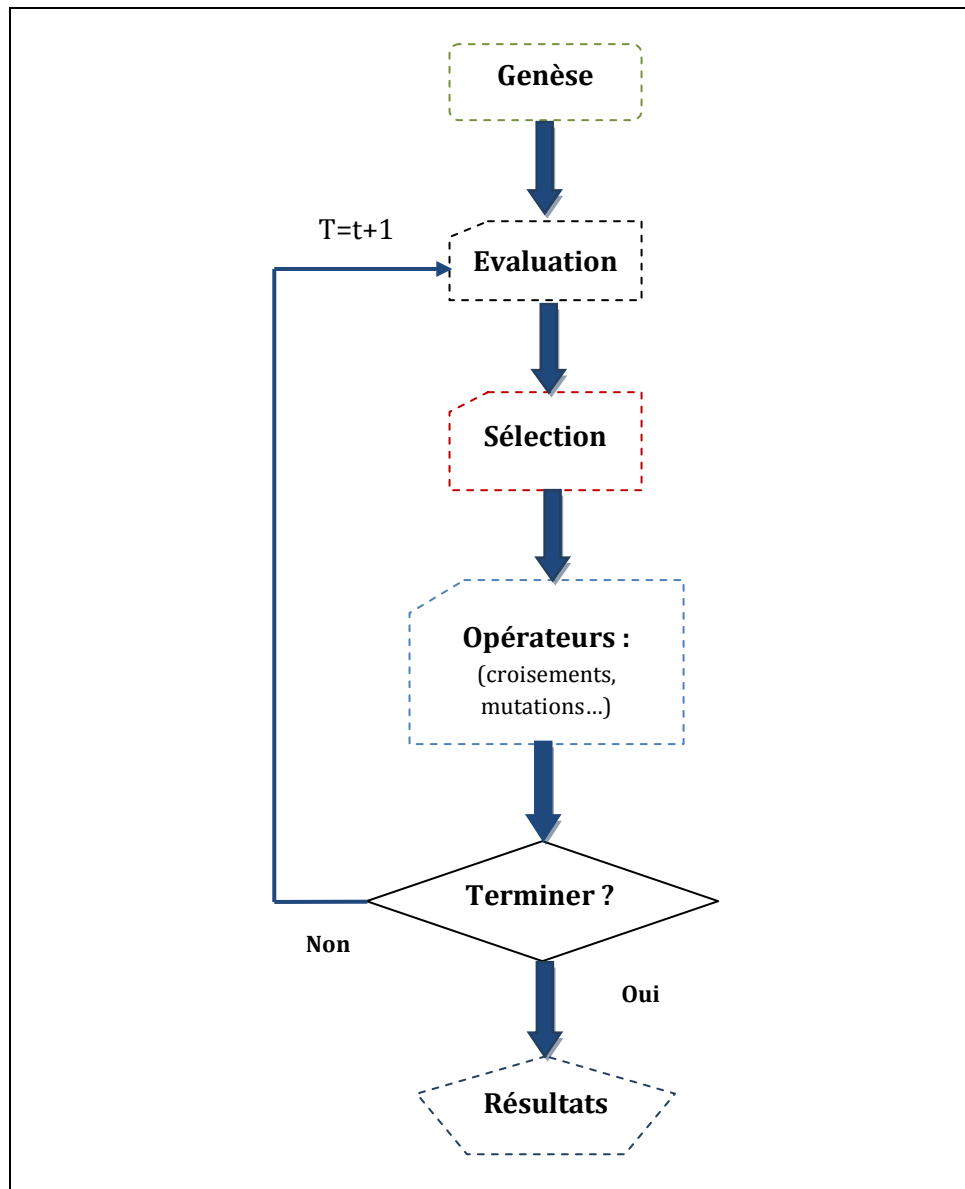 Genèse
T=t+1
Evaluation
Sélection
Opérateurs :
(croisements,
mutations…)
Terminer ?
Non
Oui
Résultats